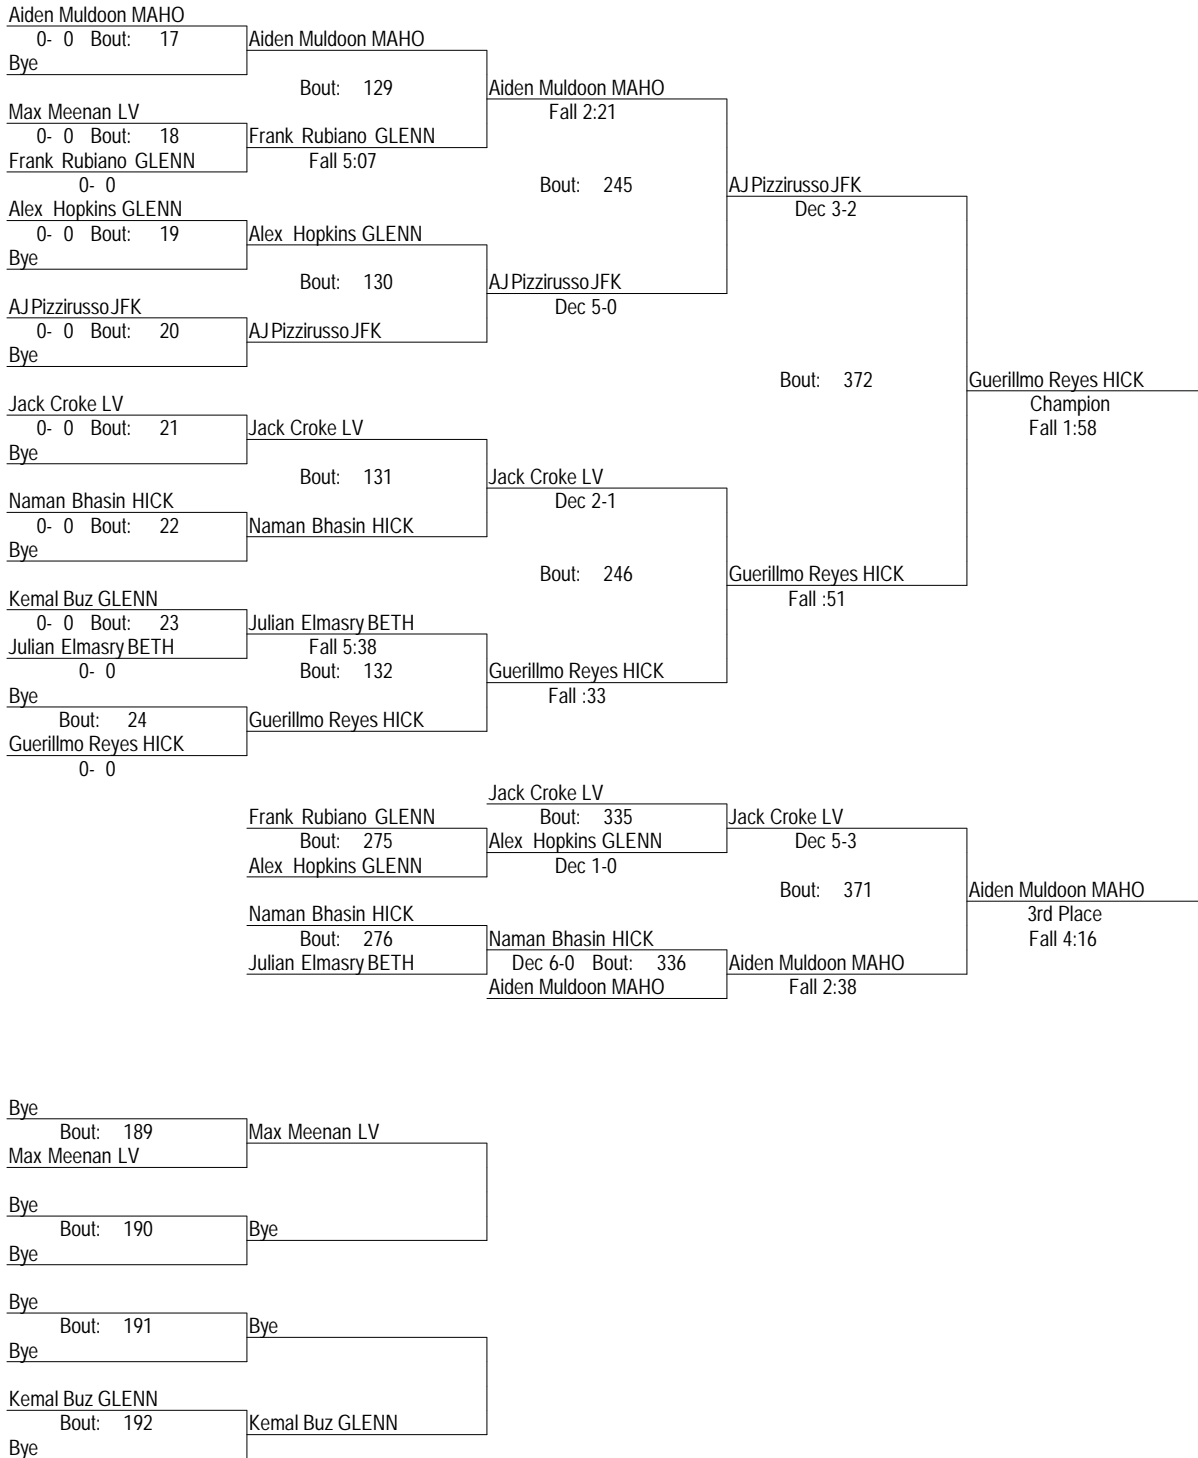 Aiden Muldoon MAHO
0- 0 Bout: 17
Aiden Muldoon MAHO
Bye
Bout: 129
Aiden Muldoon MAHO
Fall 2:21
Max Meenan LV
0- 0 Bout: 18
Frank Rubiano GLENN
Frank Rubiano GLENN
Fall 5:07
0- 0
Bout: 245
AJ Pizzirusso JFK
Dec 3-2
Alex Hopkins GLENN
0- 0 Bout: 19
Alex Hopkins GLENN
Bye
Bout: 130
AJ Pizzirusso JFK
Dec 5-0
AJ Pizzirusso JFK
0- 0 Bout: 20
AJ Pizzirusso JFK
Bye
Bout: 372
Guerillmo Reyes HICK
Champion
Fall 1:58
Jack Croke LV
0- 0 Bout: 21
Jack Croke LV
Bye
Bout: 131
Jack Croke LV
Dec 2-1
Naman Bhasin HICK
0- 0 Bout: 22
Naman Bhasin HICK
Bye
Bout: 246
Guerillmo Reyes HICK
Fall :51
Kemal Buz GLENN
0- 0 Bout: 23
Julian Elmasry BETH
Julian Elmasry BETH
Fall 5:38
0- 0
Bout: 132
Guerillmo Reyes HICK
Fall :33
Bye
Bout: 24
Guerillmo Reyes HICK
Guerillmo Reyes HICK
0- 0
Jack Croke LV
Frank Rubiano GLENN
Bout: 335
Jack Croke LV
Bout: 275
Alex Hopkins GLENN
Dec 5-3
Alex Hopkins GLENN
Dec 1-0
Bout: 371
Aiden Muldoon MAHO
3rd Place
Fall 4:16
Naman Bhasin HICK
Bout: 276
Naman Bhasin HICK
Julian Elmasry BETH
Dec 6-0 Bout: 336
Aiden Muldoon MAHO
Aiden Muldoon MAHO
Fall 2:38
Bye
Bout: 189
Max Meenan LV
Max Meenan LV
Bye
Bout: 190
Bye
Bye
Bye
Bout: 191
Bye
Bye
Kemal Buz GLENN
Bout: 192
Kemal Buz GLENN
Bye